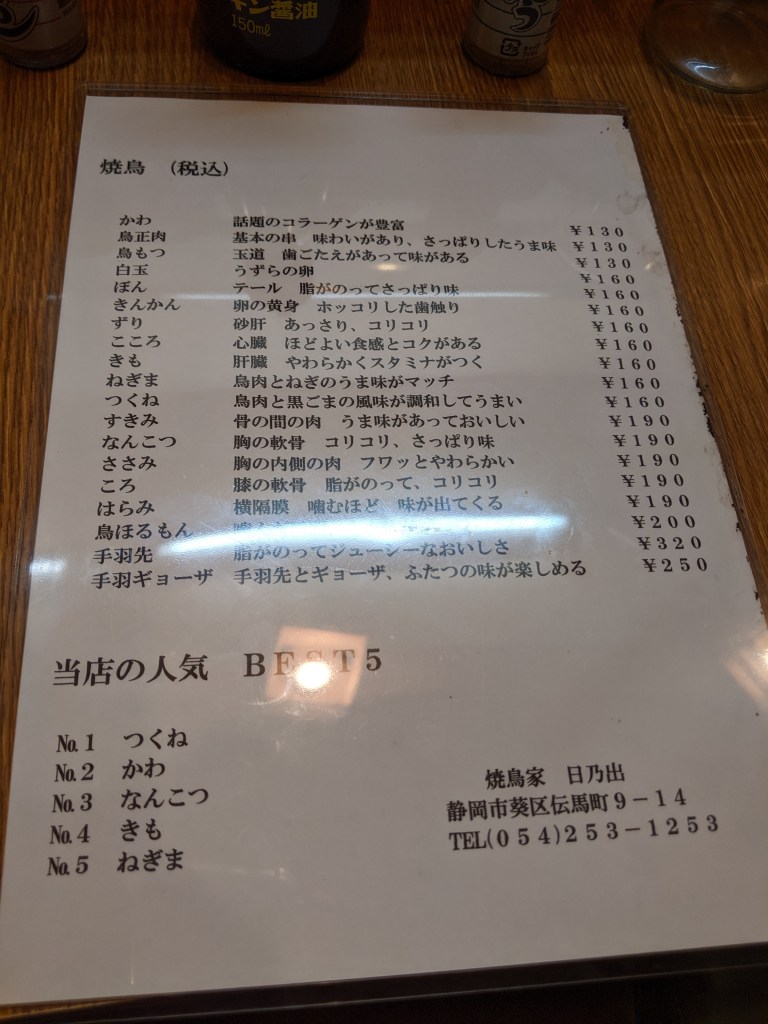 ン醤油
150㎖
焼鳥 (税込)
かわ 話題のコラーゲンが豊富 ¥130
鳥正肉 基本の串 味わいがあり、さっぱりしたうま味 ¥130
鳥もつ 玉道 歯ごたえがあって味がある ¥130
白玉 うずらの卵 ¥160
ぼん テール 脂がのってさっぱり味 ¥160
きんかん 卵の黄身 ホッコリした歯触り ¥160
ずり 砂肝 あっさり、コリコリ ¥160
こころ 心臓 ほどよい食感とコクがある ¥160
きも 肝臓 やわらかくスタミナがつく ¥160
ねぎま 鳥肉とねぎのうま味がマッチ ¥160
つくね 鳥肉と黒ごまの風味が調和してうまい ¥160
すきみ 骨の間の肉 うま味があっておいしい ¥190
なんこつ 胸の軟骨 コリコリ、さっぱり味 ¥190
ささみ 胸の内側の肉 フワッとやわらかい ¥190
ころ 膝の軟骨 脂がのって、コリコリ ¥190
はらみ 横隔膜 噛むほど 味が出てくる ¥190
鳥ほるもん ¥200
手羽先 脂がのってジューシーなおいしさ ¥320
手羽ギョーザ 手羽先とギョーザ、ふたつの味が楽しめる ¥250
当店の人気 BEST5
№1 つくね
№2 かわ
№3 なんこつ
№4 きも
№5 ねぎま
焼鳥家 日乃出
静岡市葵区伝馬町9-14
TEL(054)253-1253